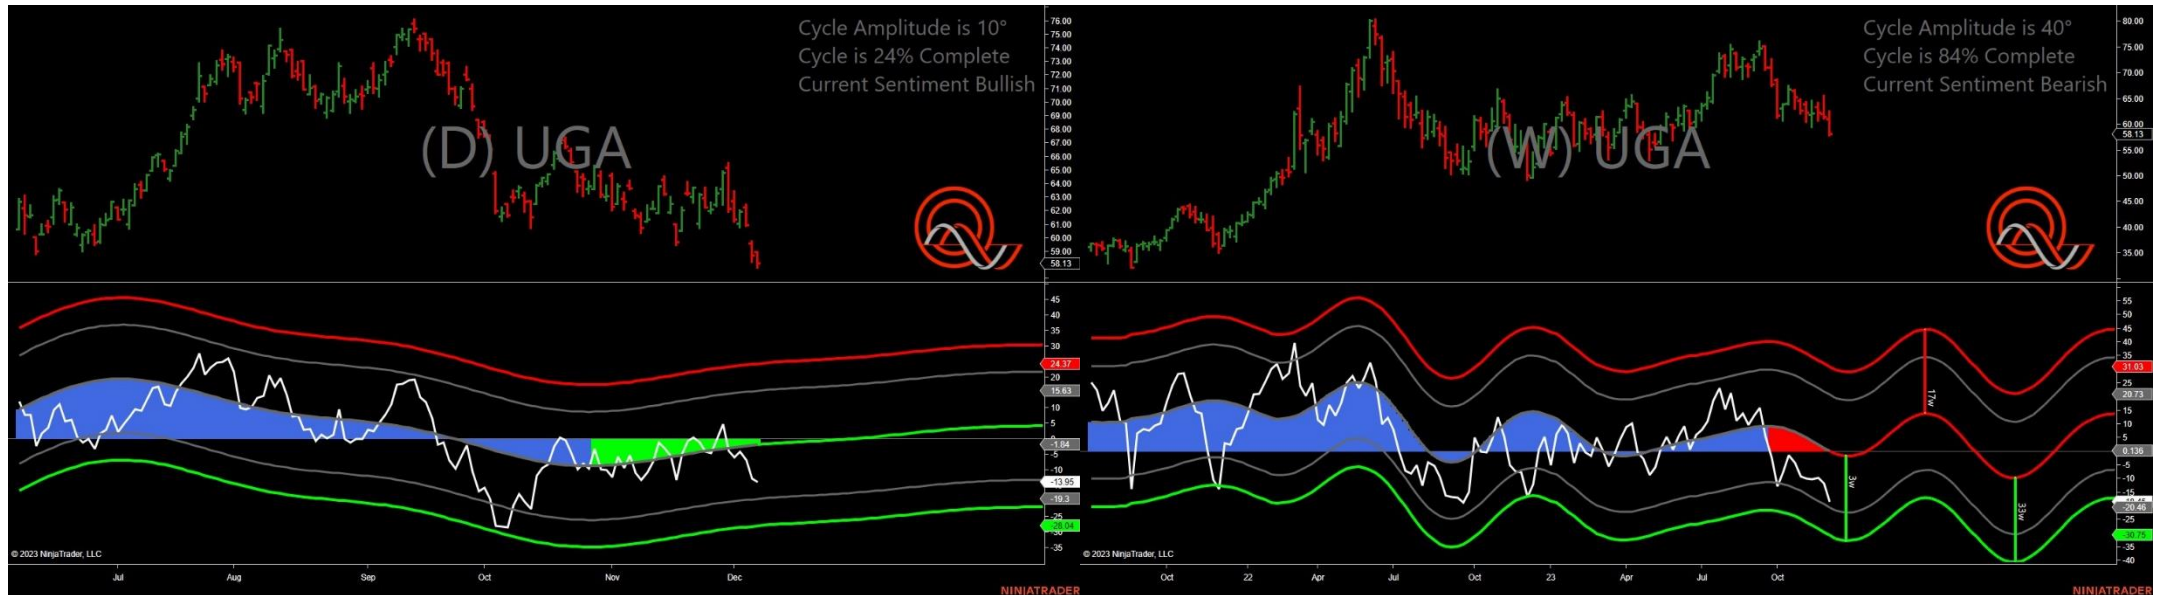 Cycle Amplitude is 10°
Cycle is 24% Complete
Current Sentiment Bullish
(D) UGA
76.00
75.00
74.00
73.00
72.00
71.00
70.00
69.00
68.00
67.00
66.00
65.00
64.00
63.00
62.00
61.00
60.00
59.00
58.13
45
40
35
30
24.37
20
15.63
10
5
-1.84
-5
-10
-13.95
-19.3
-25
-28.04
-35
© 2023 NinjaTrader, LLC
Jul
Aug
Sep
Oct
Nov
Dec
NINJATRADER
Cycle Amplitude is 40°
Cycle is 84% Complete
Current Sentiment Bearish
(W) UGA
80.00
75.00
70.00
65.00
60.00
58.13
55.00
50.00
45.00
40.00
35.00
17w
3w
33w
55
50
45
40
35
31.03
25
20.73
15
10
5
0.136
-5
-10
-15
-20.46
-25
-30.75
-35
-40
© 2023 NinjaTrader, LLC
Oct
22
Apr
Jul
Oct
23
Apr
Jul
Oct
NINJATRADER